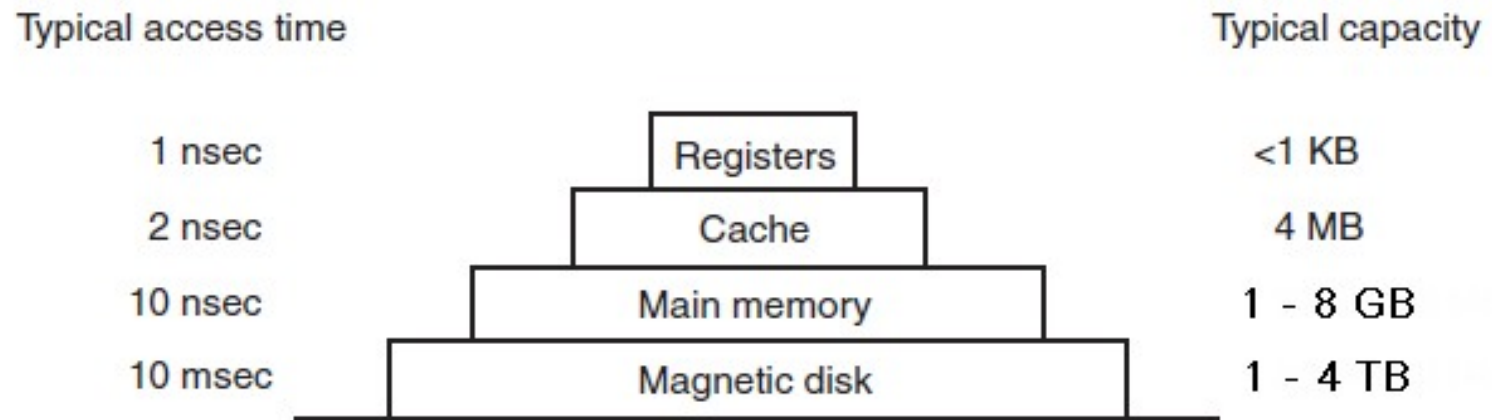 Typical access time Typical capacity
1 nsec Registers <1 KB
2 nsec Cache 4 MB
10 nsec Main memory 1 - 8 GB
10 msec Magnetic disk 1 - 4 TB